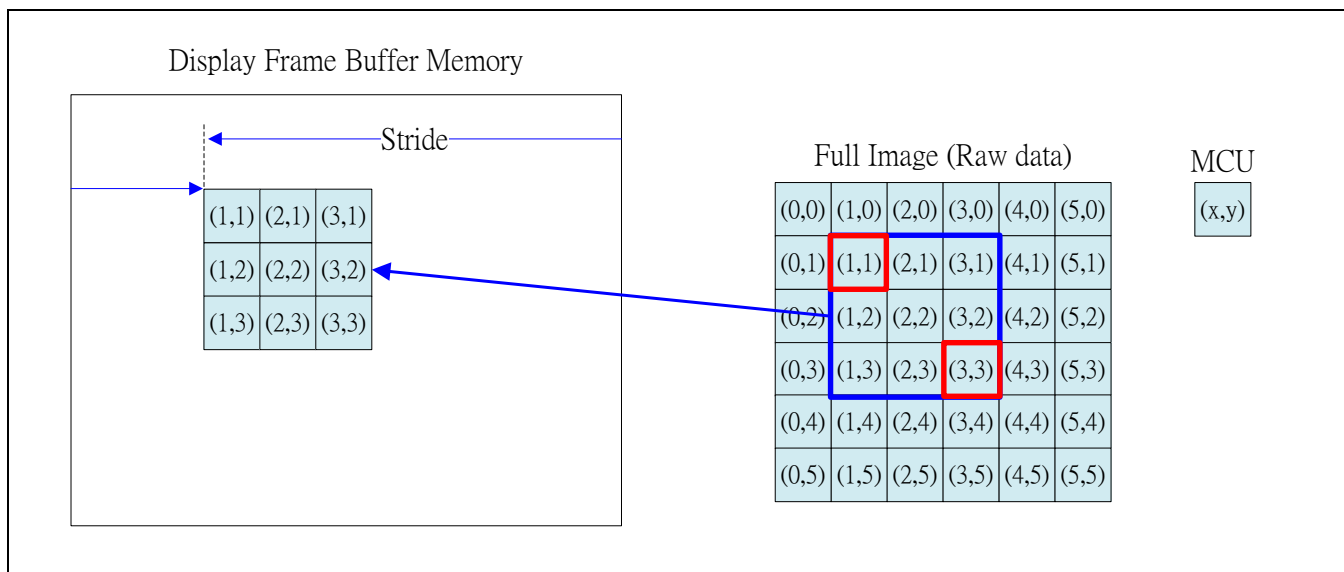 Display Frame Buffer Memory
Stride
(1,1) (2,1) (3,1)
(1,2) (2,2) (3,2)
(1,3) (2,3) (3,3)
Full Image (Raw data)
(0,0) (1,0) (2,0) (3,0) (4,0) (5,0)
(0,1) (1,1) (2,1) (3,1) (4,1) (5,1)
(0,2) (1,2) (2,2) (3,2) (4,2) (5,2)
(0,3) (1,3) (2,3) (3,3) (4,3) (5,3)
(0,4) (1,4) (2,4) (3,4) (4,4) (5,4)
(0,5) (1,5) (2,5) (3,5) (4,5) (5,5)
MCU
(x,y)